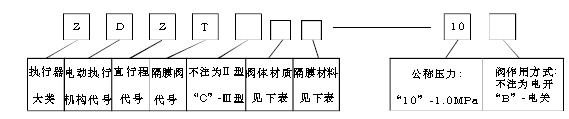 Z D Z T 10
执行器 电动执行 直行程 隔膜阀 不注为Ⅱ型 阀体材质 隔膜材料 公称压力: 阀作用方式:
大类 机构代号 代号 代号 “C”-Ⅲ型 见下表 见下表 “10”-1.0MPa 不注为电开
“B”-电关